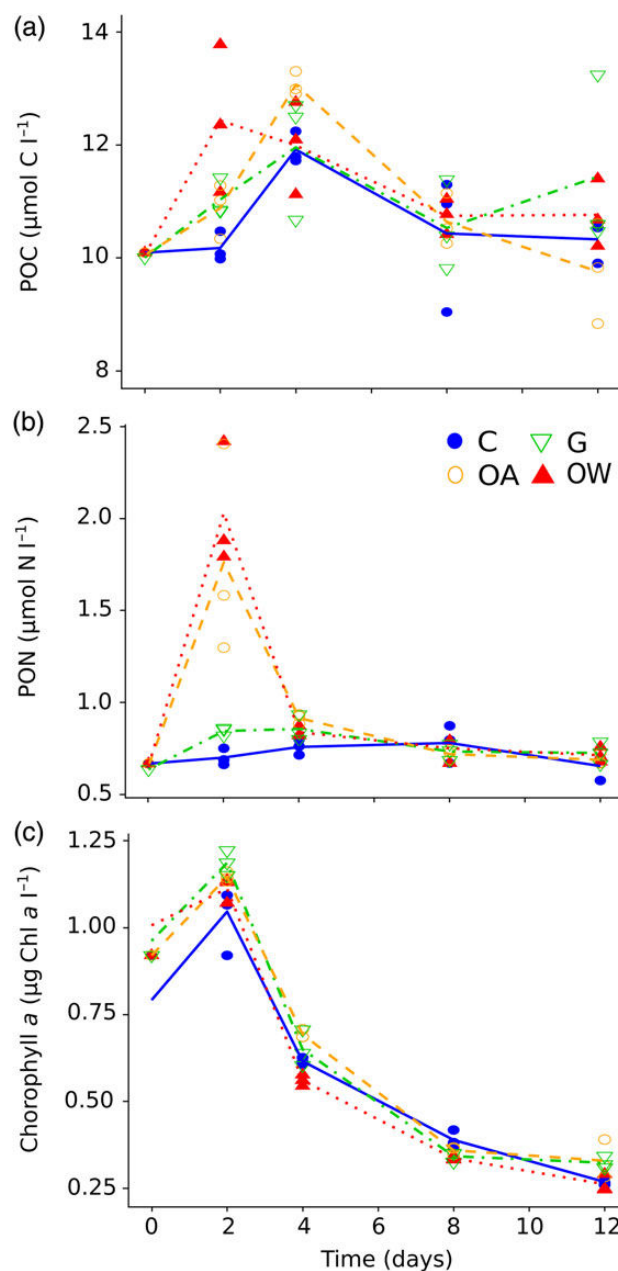 (a)
14
12
10
8
POC (µmol C l⁻¹)
(b)
2.5
2.0
1.5
1.0
0.5
PON (µmol N l⁻¹)
C G
OA OW
(c)
1.25
1.00
0.75
0.50
0.25
Chorophyll a (µg Chl a l⁻¹)
0 2 4 6 8 10 12
Time (days)